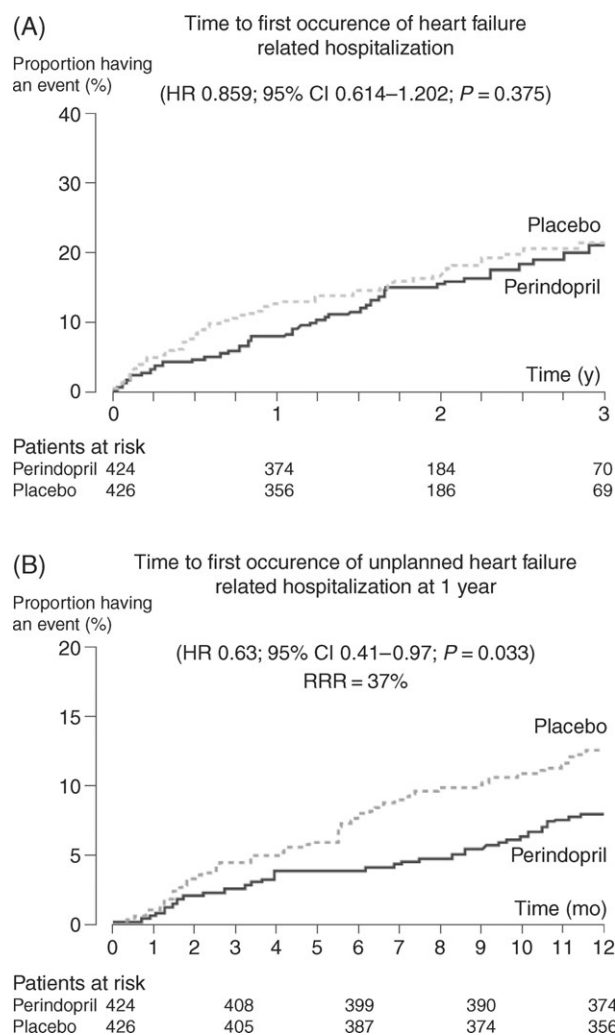 (A) Time to first occurence of heart failure
related hospitalization
Proportion having
an event (%)
(HR 0.859; 95% CI 0.614–1.202; P = 0.375)
40
30
20
10
0
Placebo
Perindopril
Time (y)
0 1 2 3
Patients at risk
Perindopril 424 374 184 70
Placebo 426 356 186 69
(B) Time to first occurence of unplanned heart failure
related hospitalization at 1 year
Proportion having
an event (%)
(HR 0.63; 95% CI 0.41–0.97; P = 0.033)
RRR = 37%
20
15
10
5
0
Placebo
Perindopril
Time (mo)
0 1 2 3 4 5 6 7 8 9 10 11 12
Patients at risk
Perindopril 424 408 399 390 374
Placebo 426 405 387 374 356